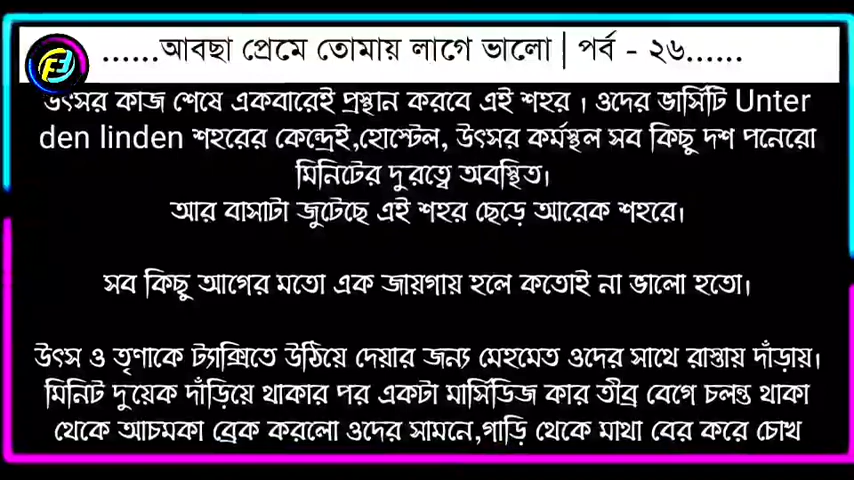 ......আবছা প্রেমে তোমায় লাগে ভালো | পর্ব - ২৬......
উৎসর কাজ শেষে একবারেই প্রস্থান করবে এই শহর । ওদের ভার্সিটি Unter
den linden শহরের কেন্দ্রেই,হোস্টেল, উৎসর কর্মস্থল সব কিছু দশ পনেরো
মিনিটের দুরত্বে অবস্থিত।
আর বাসাটা জুটেছে এই শহর ছেড়ে আরেক শহরে।
সব কিছু আগের মতো এক জায়গায় হলে কতোই না ভালো হতো।
উৎস ও তৃণাকে ট্যাক্সিতে উঠিয়ে দেয়ার জন্য মেহমেত ওদের সাথে রাস্তায় দাঁড়ায়।
মিনিট দুয়েক দাঁড়িয়ে থাকার পর একটা মার্সিডিজ কার তীব্র বেগে চলন্ত থাকা
থেকে আচমকা ব্রেক করলো ওদের সামনে,গাড়ি থেকে মাথা বের করে চোখ